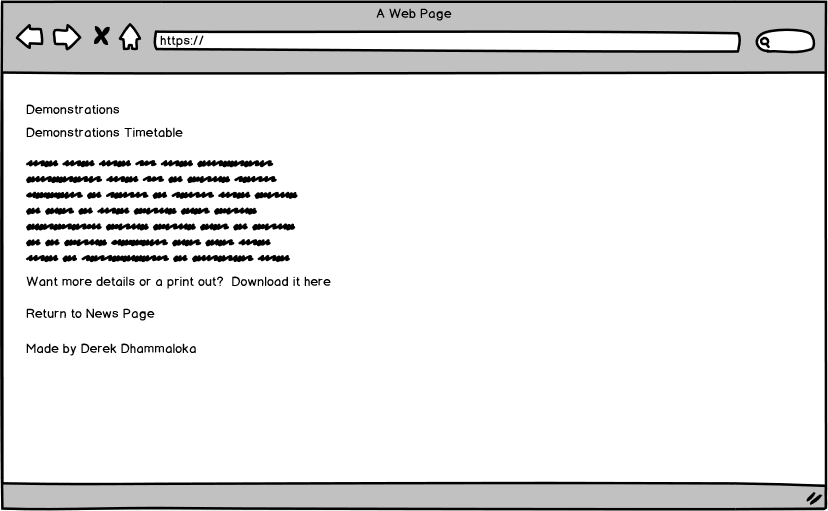 A Web Page
https://
Demonstrations
Demonstrations Timetable
Want more details or a print out?  Download it here
Return to News Page
Made by Derek Dhammaloka